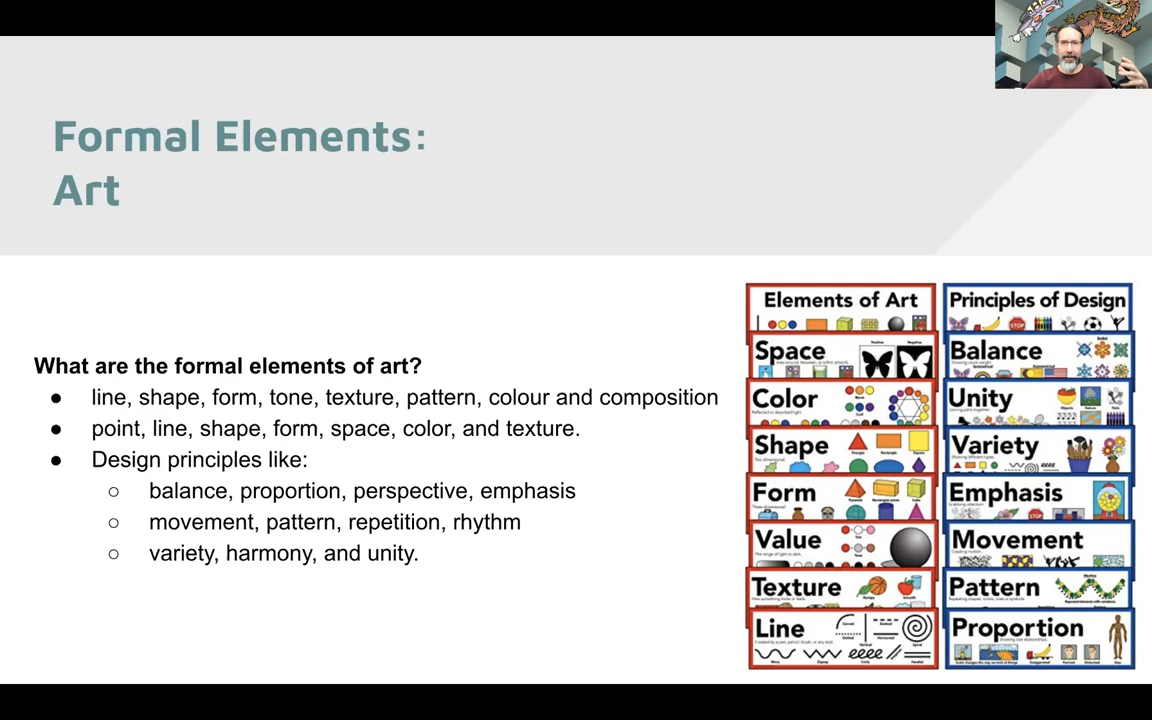 Formal Elements:
Art
What are the formal elements of art?
● line, shape, form, tone, texture, pattern, colour and composition
● point, line, shape, form, space, color, and texture.
● Design principles like:
○ balance, proportion, perspective, emphasis
○ movement, pattern, repetition, rhythm
○ variety, harmony, and unity.
Elements of Art
Space
Color
Shape
Form
Value
Texture
Line
Principles of Design
Balance
Unity
Variety
Emphasis
Movement
Pattern
Proportion